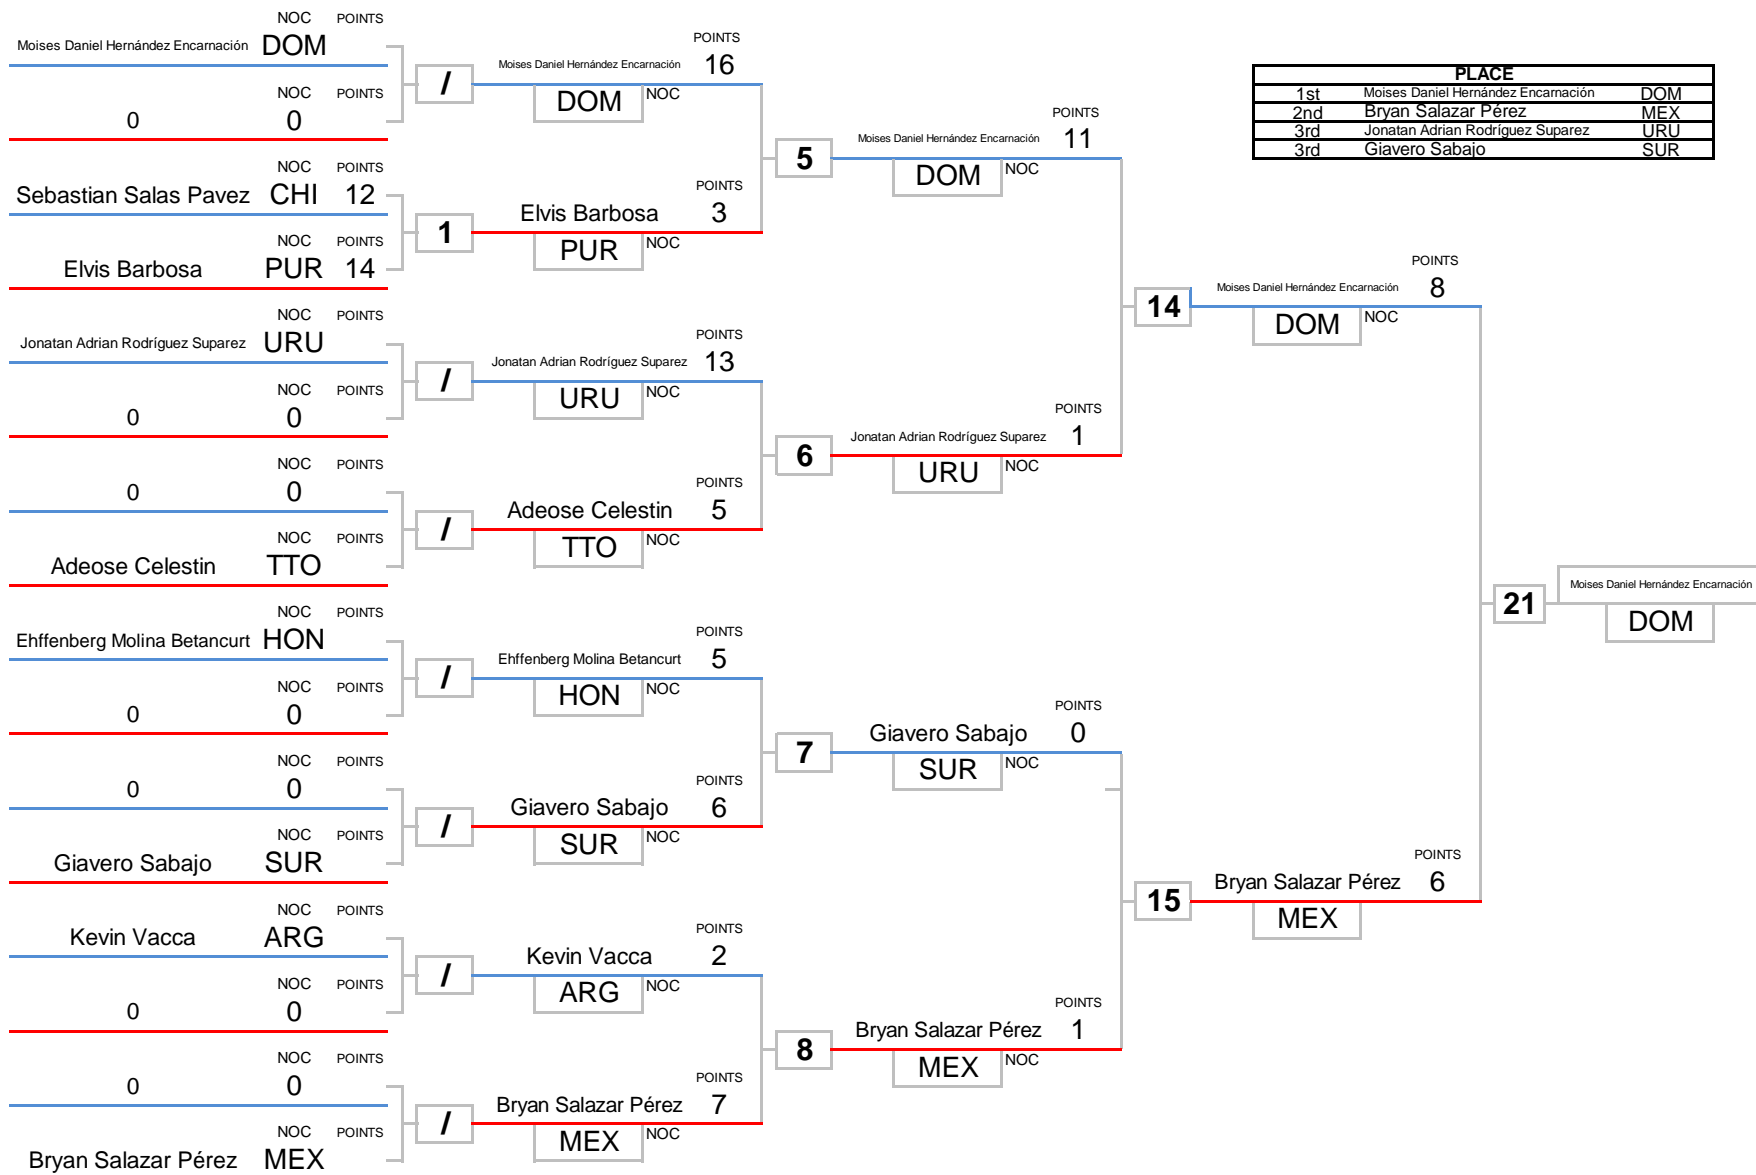 NOC POINTS
Moises Daniel Hernández Encarnación DOM
NOC POINTS
0 0
NOC POINTS
Sebastian Salas Pavez CHI 12
NOC POINTS
Elvis Barbosa PUR 14
NOC POINTS
Jonatan Adrian Rodríguez Suparez URU
NOC POINTS
0 0
NOC POINTS
0 0
NOC POINTS
Adeose Celestin TTO
NOC POINTS
Ehffenberg Molina Betancurt HON
NOC POINTS
0 0
NOC POINTS
0 0
NOC POINTS
Giavero Sabajo SUR
NOC POINTS
Kevin Vacca ARG
NOC POINTS
0 0
NOC POINTS
0 0
NOC POINTS
Bryan Salazar Pérez MEX
/
1
/
/
/
/
/
/
POINTS
Moises Daniel Hernández Encarnación 16
DOM NOC
POINTS
Elvis Barbosa 3
PUR NOC
POINTS
Jonatan Adrian Rodríguez Suparez 13
URU NOC
POINTS
Adeose Celestin 5
TTO NOC
POINTS
Ehffenberg Molina Betancurt 5
HON NOC
POINTS
Giavero Sabajo 6
SUR NOC
POINTS
Kevin Vacca 2
ARG NOC
POINTS
Bryan Salazar Pérez 7
MEX NOC
5
6
7
8
POINTS
Moises Daniel Hernández Encarnación 11
DOM NOC
POINTS
Jonatan Adrian Rodríguez Suparez 1
URU NOC
POINTS
Giavero Sabajo 0
SUR NOC
POINTS
Bryan Salazar Pérez 1
MEX NOC
14
15
POINTS
Moises Daniel Hernández Encarnación 8
DOM NOC
POINTS
Bryan Salazar Pérez 6
MEX
21
Moises Daniel Hernández Encarnación
DOM
PLACE
1st Moises Daniel Hernández Encarnación DOM
2nd Bryan Salazar Pérez MEX
3rd Jonatan Adrian Rodríguez Suparez URU
3rd Giavero Sabajo SUR